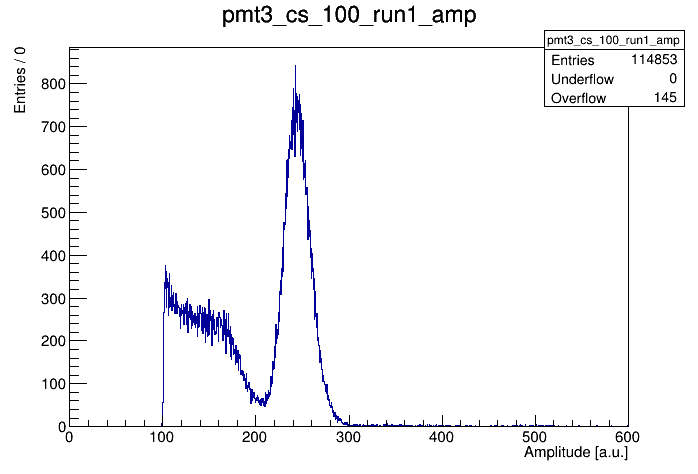 pmt3_cs_100_run1_amp
pmt3_cs_100_run1_amp
Entries 114853
Underflow 0
Overflow 145
Entries / 0
800
700
600
500
400
300
200
100
0
0 100 200 300 400 500 600
Amplitude [a.u.]